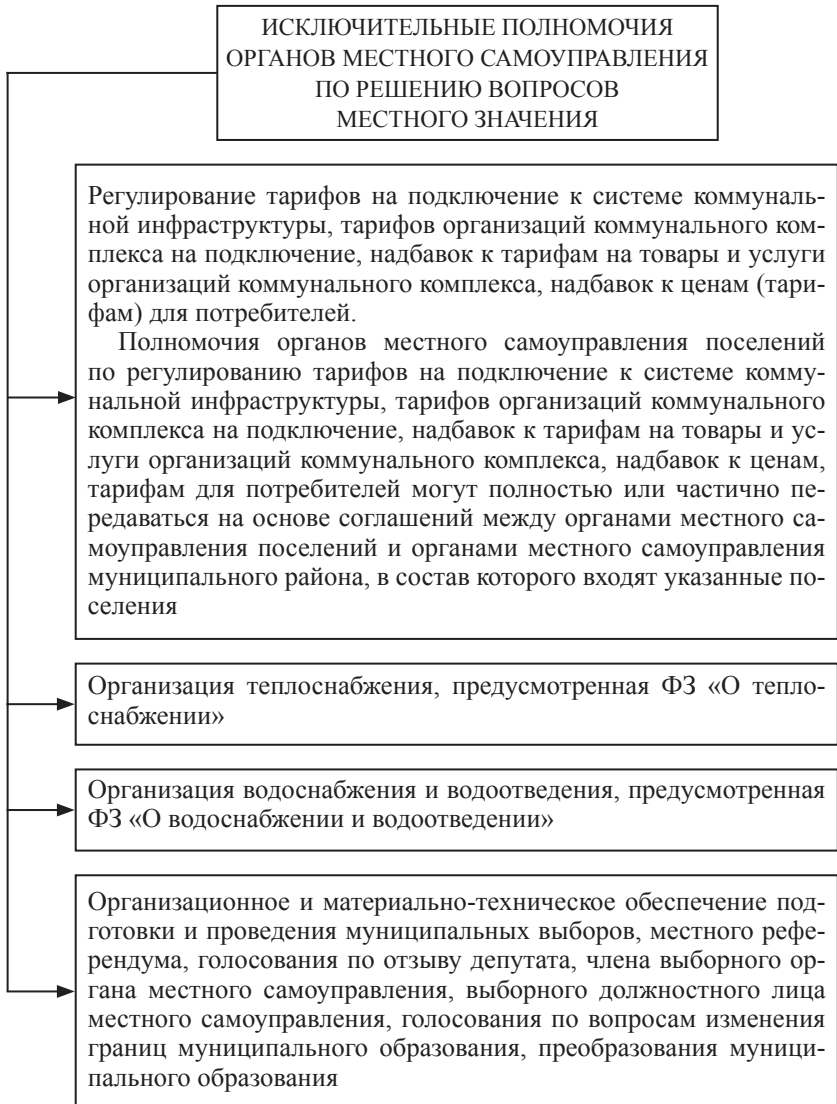 ИСКЛЮЧИТЕЛЬНЫЕ ПОЛНОМОЧИЯ
ОРГАНОВ МЕСТНОГО САМОУПРАВЛЕНИЯ
ПО РЕШЕНИЮ ВОПРОСОВ
МЕСТНОГО ЗНАЧЕНИЯ
Регулирование тарифов на подключение к системе коммуналь-
ной инфраструктуры, тарифов организаций коммунального ком-
плекса на подключение, надбавок к тарифам на товары и услуги
организаций коммунального комплекса, надбавок к ценам (тари-
фам) для потребителей.
Полномочия органов местного самоуправления поселений
по регулированию тарифов на подключение к системе комму-
нальной инфраструктуры, тарифов организаций коммунального
комплекса на подключение, надбавок к тарифам на товары и ус-
луги организаций коммунального комплекса, надбавок к ценам,
тарифам для потребителей могут полностью или частично пе-
редаваться на основе соглашений между органами местного са-
моуправления поселений и органами местного самоуправления
муниципального района, в состав которого входят указанные по-
селения
Организация теплоснабжения, предусмотренная ФЗ «О тепло-
снабжении»
Организация водоснабжения и водоотведения, предусмотренная
ФЗ «О водоснабжении и водоотведении»
Организационное и материально-техническое обеспечение под-
готовки и проведения муниципальных выборов, местного рефе-
рендума, голосования по отзыву депутата, члена выборного ор-
гана местного самоуправления, выборного должностного лица
местного самоуправления, голосования по вопросам изменения
границ муниципального образования, преобразования муници-
пального образования